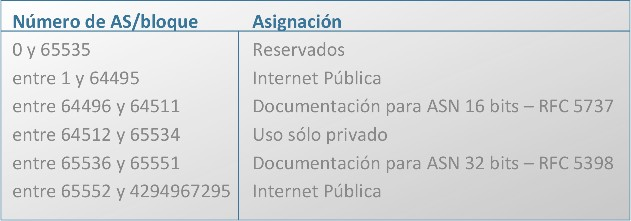 Número de AS/bloque Asignación
0 y 65535 Reservados
entre 1 y 64495 Internet Pública
entre 64496 y 64511 Documentación para ASN 16 bits – RFC 5737
entre 64512 y 65534 Uso sólo privado
entre 65536 y 65551 Documentación para ASN 32 bits – RFC 5398
entre 65552 y 4294967295 Internet Pública